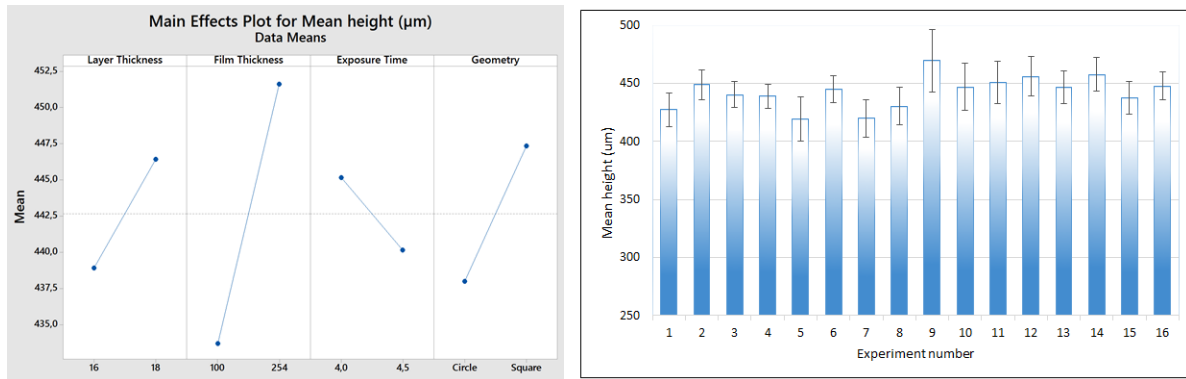 Main Effects Plot for Mean height (µm)
Data Means
Layer Thickness Film Thickness Exposure Time Geometry
Mean
452,5
450,0
447,5
445,0
442,5
440,0
437,5
435,0
16 18 100 254 4,0 4,5 Circle Square
Mean height (um)
500
450
400
350
300
250
1 2 3 4 5 6 7 8 9 10 11 12 13 14 15 16
Experiment number